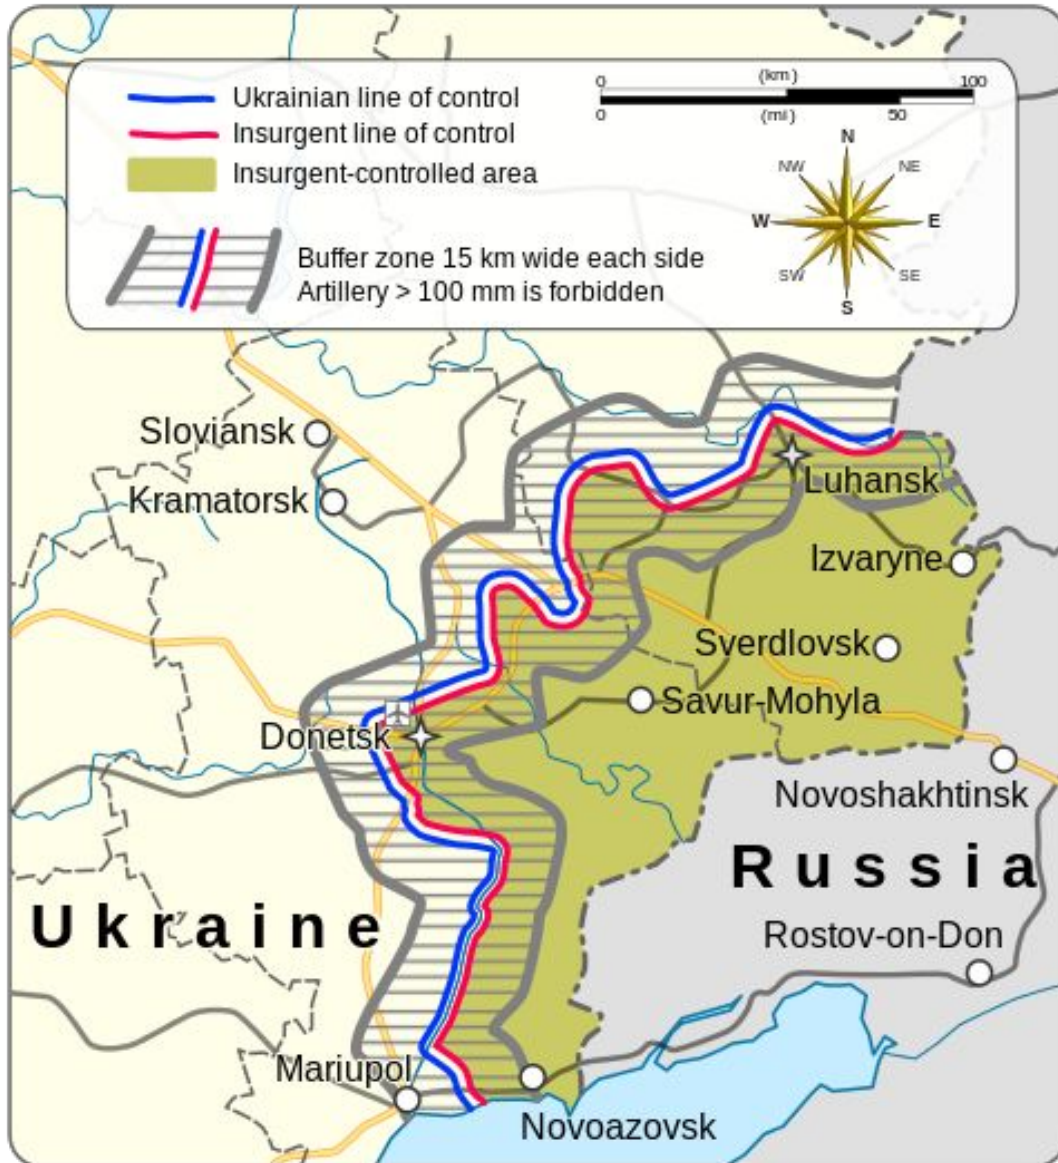 Ukrainian line of control
Insurgent line of control
Insurgent-controlled area
Buffer zone 15 km wide each side
Artillery > 100 mm is forbidden
0 (km) 100
0 (mi) 50
N
NW NE
W E
SW SE
S
Sloviansk
Kramatorsk
Luhansk
Izvaryne
Sverdlovsk
Savur-Mohyla
Donetsk
Novoshakhtinsk
Russia
Ukraine
Rostov-on-Don
Mariupol
Novoazovsk